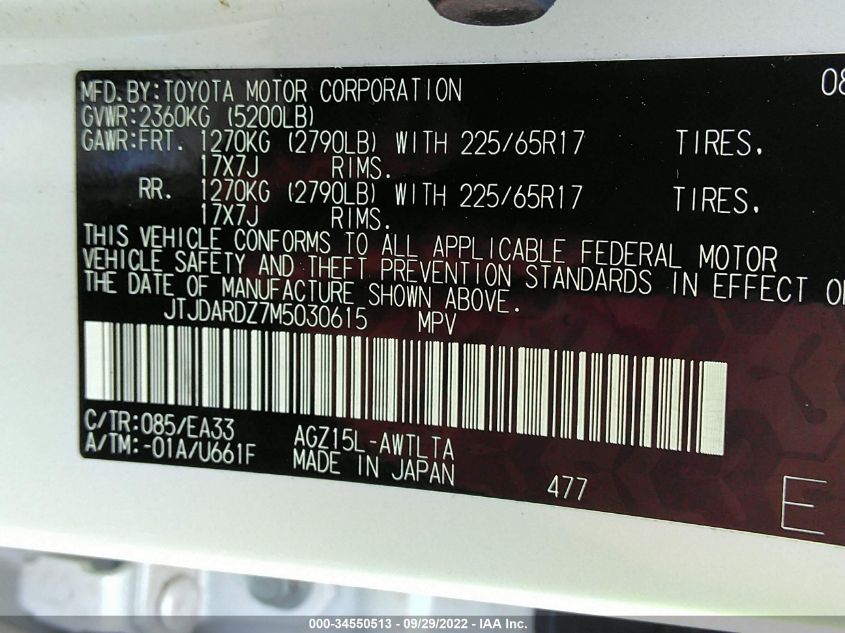 08
MFD. BY: TOYOTA MOTOR CORPORATION
GVWR: 2360KG (5200LB)
GAWR: FRT. 1270KG (2790LB) WITH 225/65R17 TIRES.
17X7J RIMS.
RR. 1270KG (2790LB) WITH 225/65R17 TIRES.
17X7J RIMS.
THIS VEHICLE CONFORMS TO ALL APPLICABLE FEDERAL MOTOR
VEHICLE SAFETY AND THEFT PREVENTION STANDARDS IN EFFECT
THE DATE OF MANUFACTURE SHOWN ABOVE.
JTJDARDZ7M5030615 MPV
C/TR: 085/EA33
A/TM: -01A/U661F
AGZ15L-AWTLTA
MADE IN JAPAN
477
E
000-34550513 - 09/29/2022 - IAA Inc.